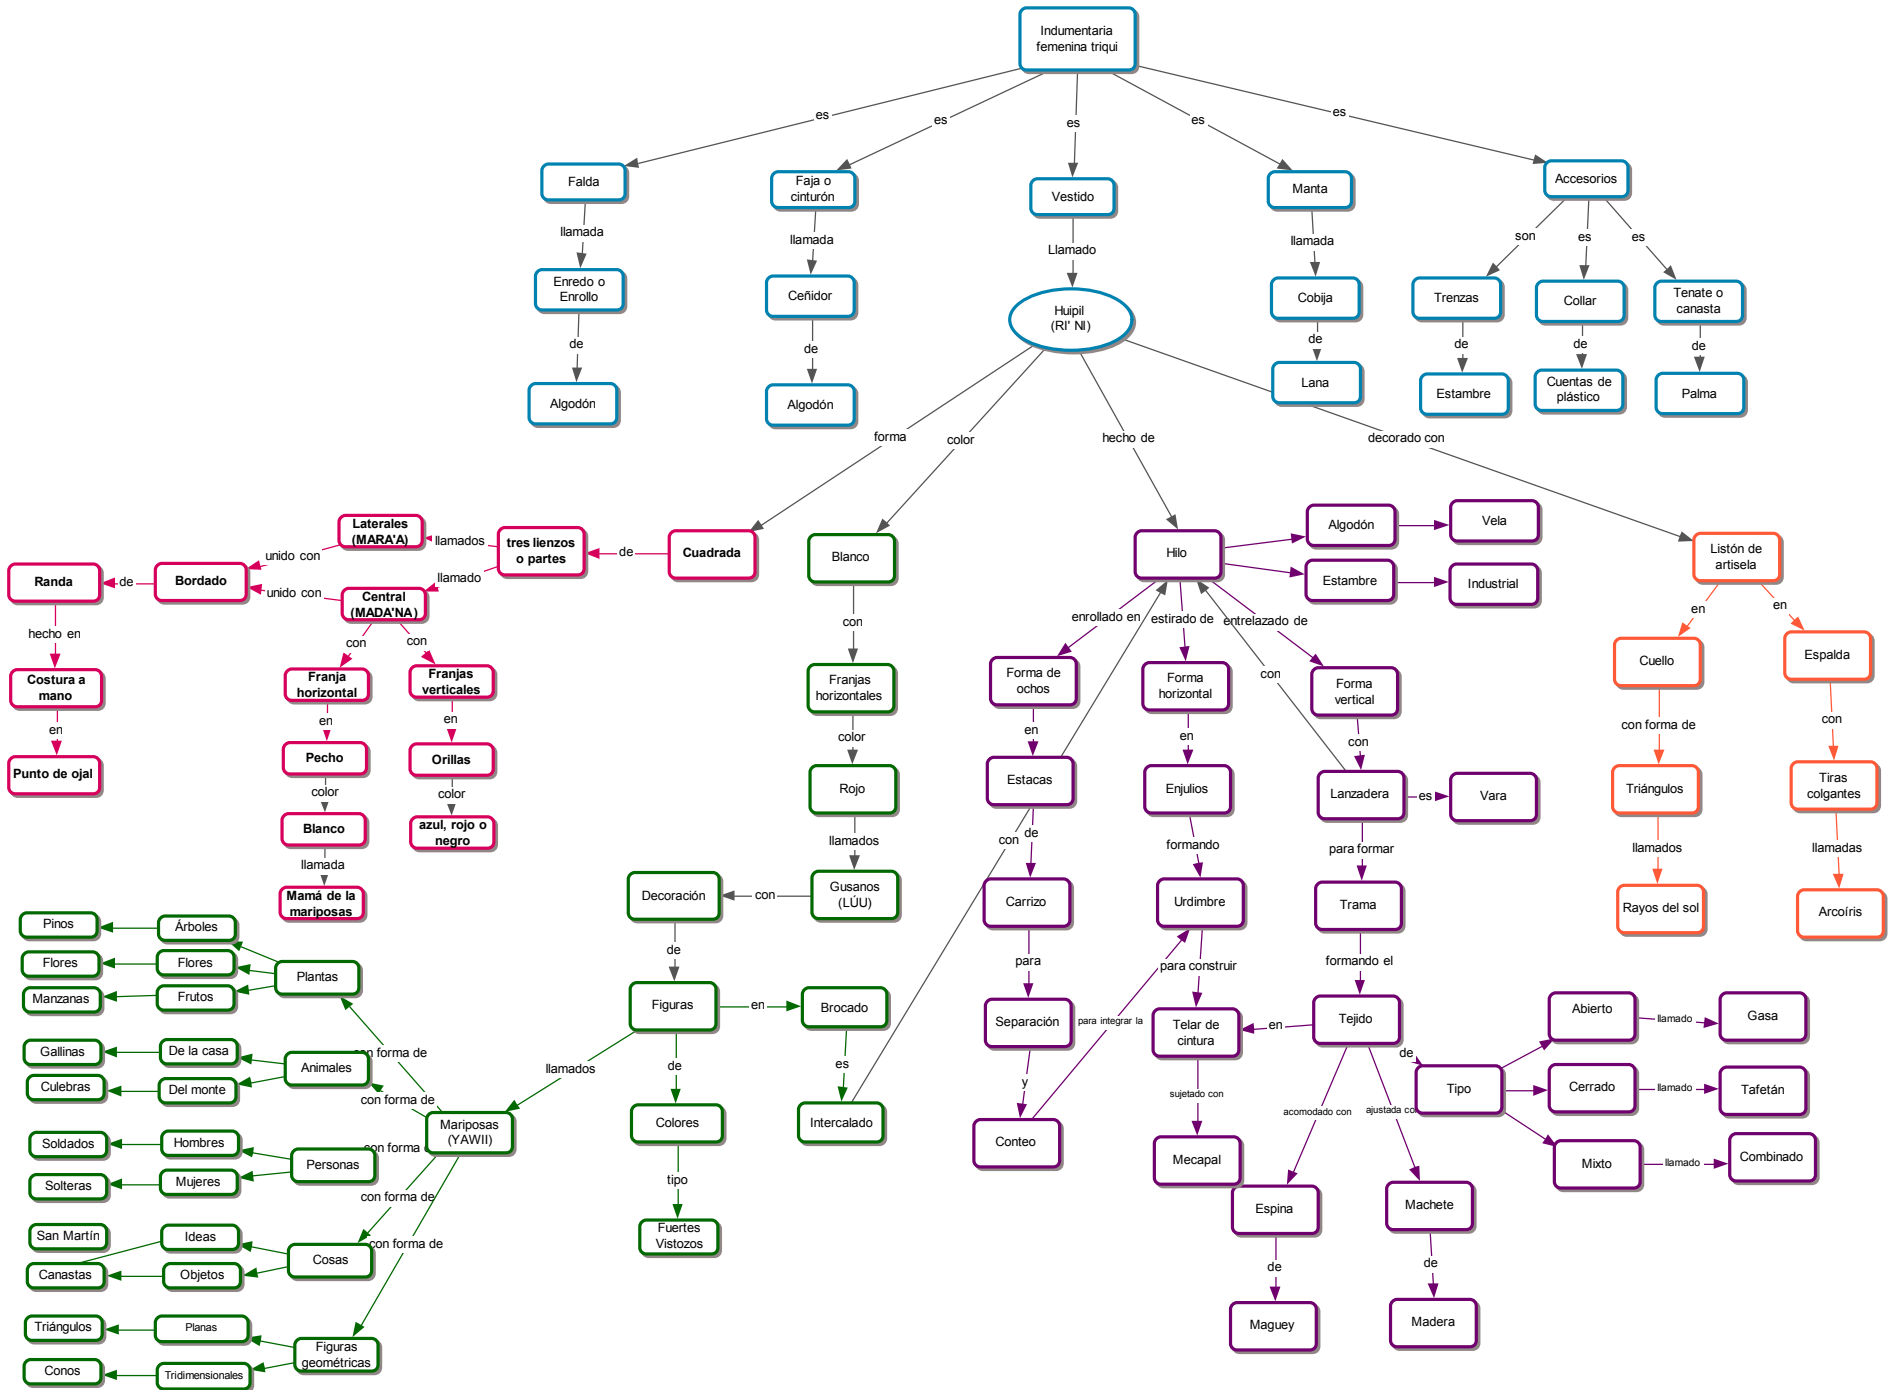 Indumentaria
femenina triqui
es
es
es
es
es
Falda
Faja o
cinturón
Vestido
Manta
Accesorios
llamada
llamada
Llamado
llamada
son
es
es
Enredo o
Enrollo
Ceñidor
Huipil
(RI' NI)
Cobija
Trenzas
Collar
Tenate o
canasta
de
de
de
de
de
de
Algodón
Algodón
Lana
Estambre
Cuentas de
plástico
Palma
forma
color
hecho de
decorado con
Cuadrada
de
tres lienzos
o partes
llamados
llamado
Laterales
(MARA'A)
Central
(MADA'NA)
unido con
unido con
Bordado
de
Randa
hecho en
Costura a
mano
en
Punto de ojal
con
con
Franja
horizontal
Franjas
verticales
en
en
Pecho
Orillas
color
color
Blanco
azul, rojo o
negro
llamada
Mamá de la
mariposas
Blanco
con
Franjas
horizontales
color
Rojo
llamados
Gusanos
(LÚU)
con
Decoración
de
Figuras
en
Brocado
es
Intercalado
con
de
Colores
tipo
Fuertes
Vistozos
llamados
Mariposas
(YAWII)
con forma de
con forma de
con forma d
con forma de
con forma de
Plantas
Árboles
Pinos
Flores
Flores
Frutos
Manzanas
Animales
De la casa
Gallinas
Del monte
Culebras
Personas
Hombres
Soldados
Mujeres
Solteras
Cosas
Ideas
San Martín
Objetos
Canastas
Figuras
geométricas
Planas
Triángulos
Tridimensionales
Conos
Hilo
Algodón
Vela
Estambre
Industrial
enrollado en
estirado de
entrelazado de
Forma de
ochos
Forma
horizontal
Forma
vertical
con
en
en
con
Estacas
Enjulios
Lanzadera
es
Vara
de
formando
para formar
Carrizo
Urdimbre
Trama
para
para construir
formando el
Separación
para integrar la
Telar de
cintura
en
Tejido
y
Conteo
sujetado con
Mecapal
acomodado con
ajustada co
Espina
Machete
de
de
Maguey
Madera
de
Tipo
Abierto
llamado
Gasa
Cerrado
llamado
Tafetán
Mixto
llamado
Combinado
Listón de
artisela
en
en
Cuello
Espalda
con forma de
con
Triángulos
Tiras
colgantes
llamados
llamadas
Rayos del sol
Arcoíris